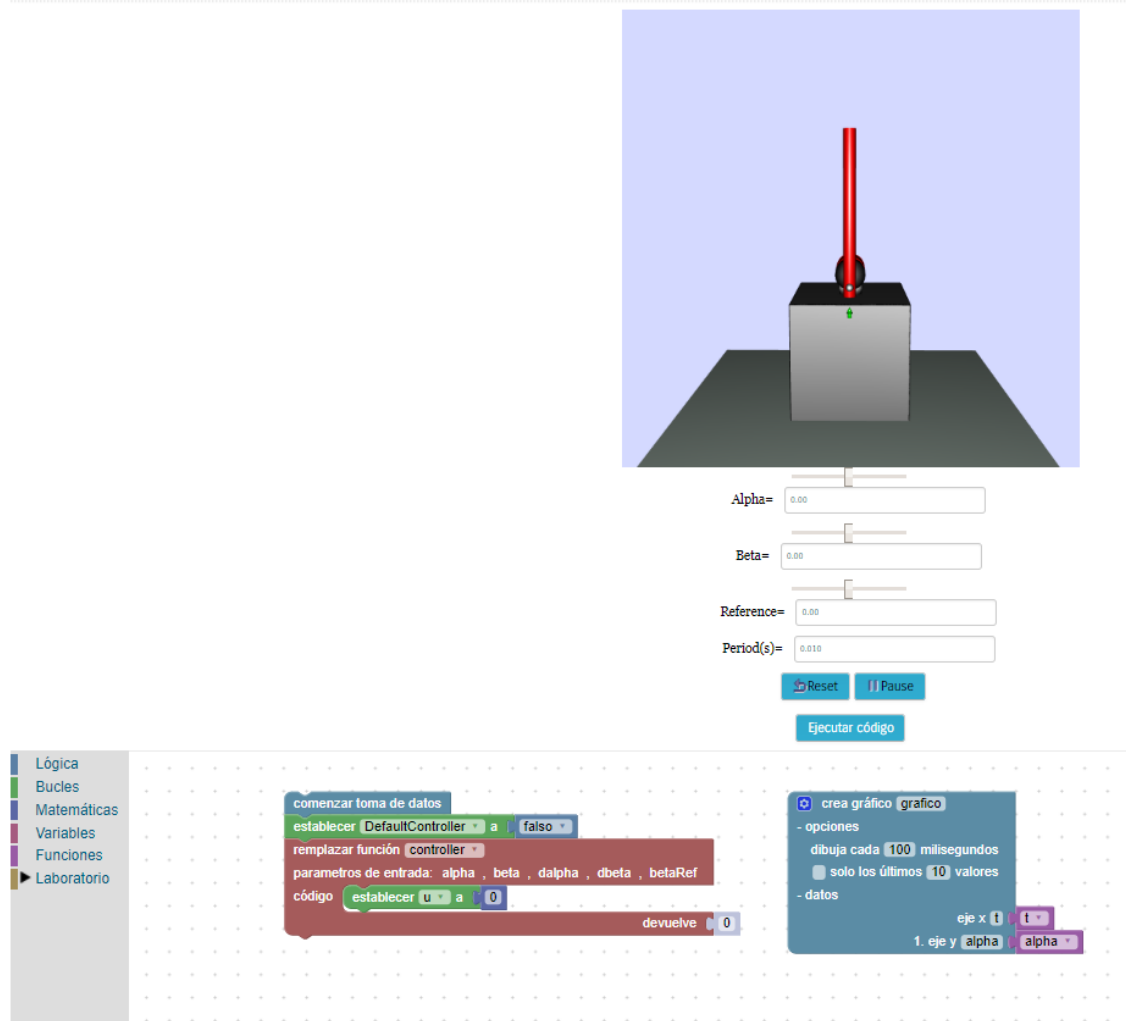 Alpha= 0.00
Beta= 0.00
Reference= 0.00
Period(s)= 0.010
Reset Pause
Ejecutar código
Lógica
Bucles
Matemáticas
Variables
Funciones
Laboratorio
comenzar toma de datos
establecer DefaultController a falso
remplazar función controller
parametros de entrada: alpha , beta , dalpha , dbeta , betaRef
código establecer u a 0
devuelve 0
crea gráfico grafico
- opciones
dibuja cada 100 milisegundos
solo los últimos 10 valores
- datos
eje x t t
1. eje y alpha alpha